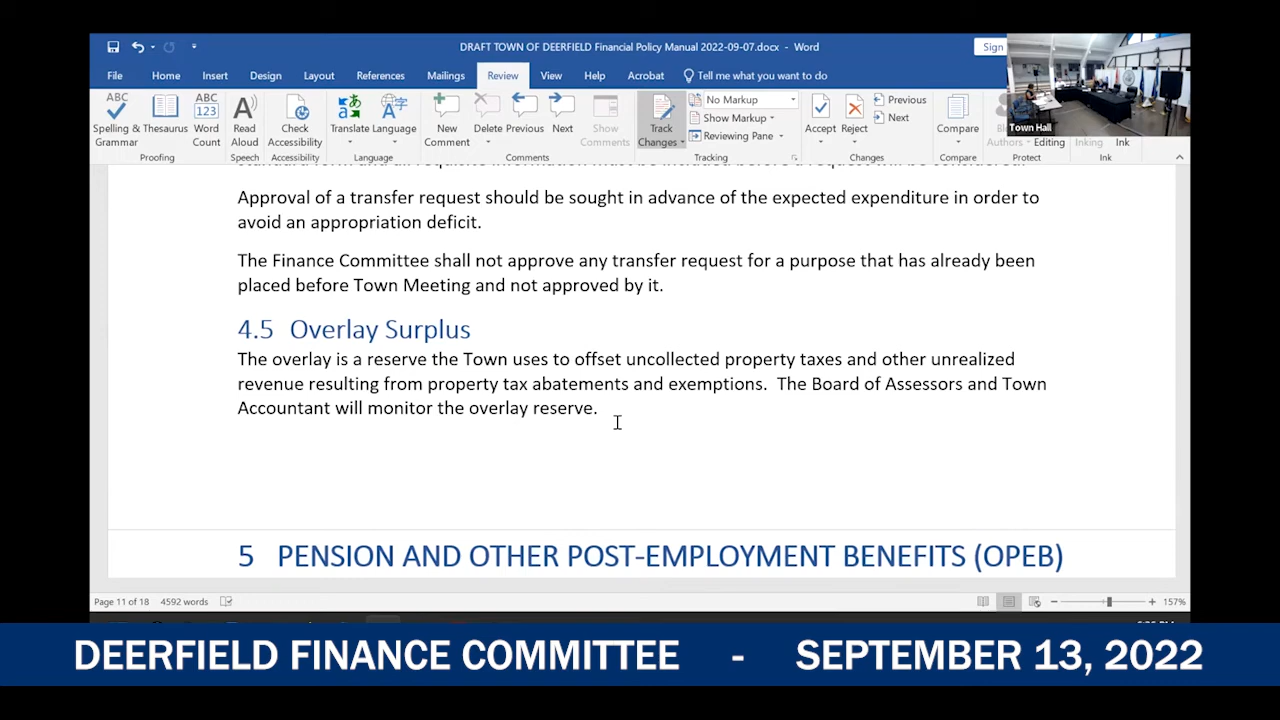 DRAFT TOWN OF DEERFIELD Financial Policy Manual 2022-09-07.docx - Word
Sign
File Home Insert Design Layout References Mailings Review View Help Acrobat Tell me what you want to do
Spelling & Grammar
Thesaurus
Word Count
Read Aloud
Check Accessibility
Translate
Language
New Comment
Delete
Previous
Next
Show Comments
Track Changes
No Markup
Show Markup
Reviewing Pane
Accept
Reject
Previous
Next
Compare
Authors
Editing
Inking
Ink
Proofing Speech Accessibility Language Comments Tracking Changes Compare Protect Ink
Town Hall
Approval of a transfer request should be sought in advance of the expected expenditure in order to
avoid an appropriation deficit.
The Finance Committee shall not approve any transfer request for a purpose that has already been
placed before Town Meeting and not approved by it.
4.5 Overlay Surplus
The overlay is a reserve the Town uses to offset uncollected property taxes and other unrealized
revenue resulting from property tax abatements and exemptions. The Board of Assessors and Town
Accountant will monitor the overlay reserve.
5 PENSION AND OTHER POST-EMPLOYMENT BENEFITS (OPEB)
Page 11 of 18 4592 words 157%
DEERFIELD FINANCE COMMITTEE - SEPTEMBER 13, 2022